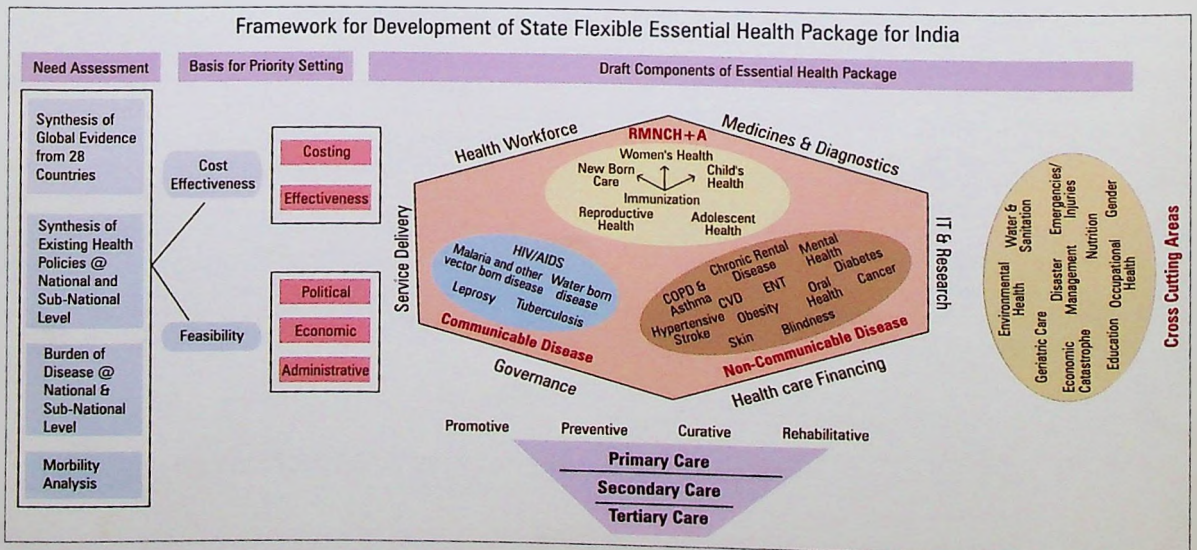 Framework for Development of State Flexible Essential Health Package for India
Need Assessment
Basis for Priority Setting
Draft Components of Essential Health Package
Synthesis of
Global Evidence
from 28
Countries
Synthesis of
Existing Health
Policies @
National and
Sub-National
Level
Burden of
Disease @
National &
Sub-National
Level
Morbility
Analysis
Cost
Effectiveness
Feasibility
Costing
Effectiveness
Political
Economic
Administrative
Health Workforce
Medicines & Diagnostics
Service Delivery
IT & Research
Governance
Health care Financing
RMNCH+A
Women's Health
New Born
Care
Child's
Health
Immunization
Reproductive
Health
Adolescent
Health
HIV/AIDS
Malaria and other
vector born disease
Water born
disease
Leprosy
Tuberculosis
Communicable Disease
Chronic Rental
Disease
Mental
Health
Diabetes
COPD &
Asthma
CVD
ENT
Oral
Health
Cancer
Hypertensive
Stroke
Obesity
Blindness
Skin
Non-Communicable Disease
Environmental
Health
Water &
Sanitation
Geriatric Care
Disaster
Management
Emergencies/
Injuries
Economic
Catastrophe
Nutrition
Gender
Education
Occupational
Health
Cross Cutting Areas
Promotive
Preventive
Curative
Rehabilitative
Primary Care
Secondary Care
Tertiary Care